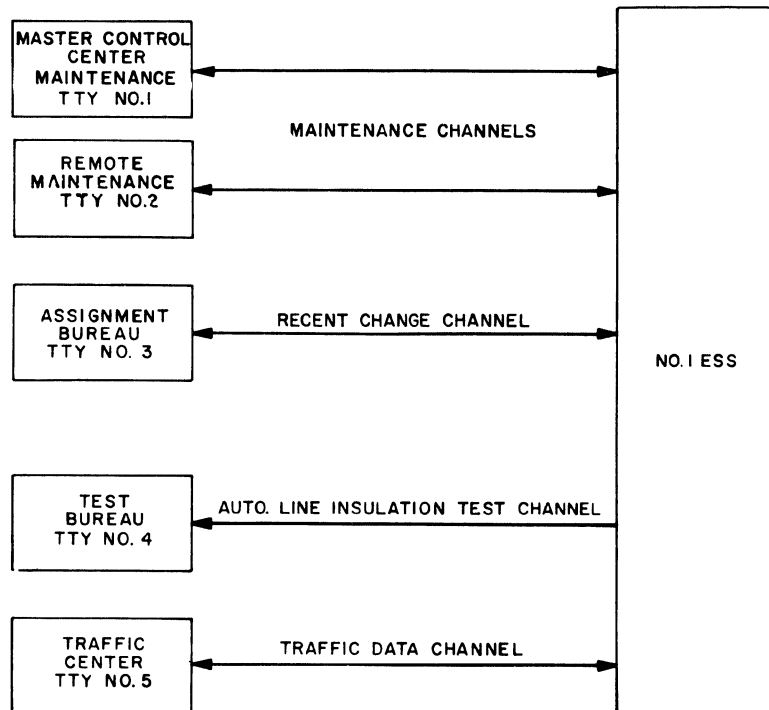 MASTER CONTROL
CENTER
MAINTENANCE
TTY NO.1
MAINTENANCE CHANNELS
REMOTE
MAINTENANCE
TTY NO.2
ASSIGNMENT
BUREAU
TTY NO. 3
RECENT CHANGE CHANNEL
NO.1 ESS
TEST
BUREAU
TTY NO. 4
AUTO. LINE INSULATION TEST CHANNEL
TRAFFIC
CENTER
TTY NO.5
TRAFFIC DATA CHANNEL